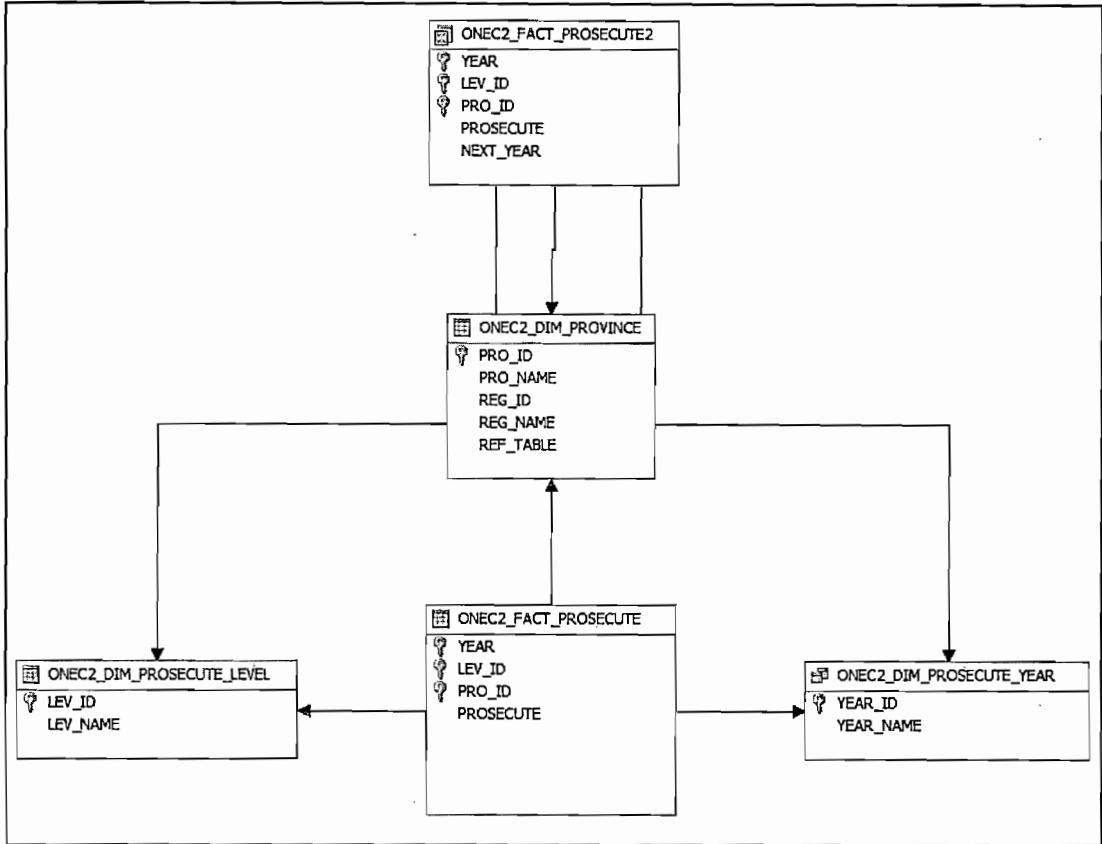 ONEC2_FACT_PROSECUTE2
YEAR
LEV_ID
PRO_ID
PROSECUTE
NEXT_YEAR
ONEC2_DIM_PROVINCE
PRO_ID
PRO_NAME
REG_ID
REG_NAME
REF_TABLE
ONEC2_FACT_PROSECUTE
YEAR
LEV_ID
PRO_ID
PROSECUTE
ONEC2_DIM_PROSECUTE_LEVEL
LEV_ID
LEV_NAME
ONEC2_DIM_PROSECUTE_YEAR
YEAR_ID
YEAR_NAME